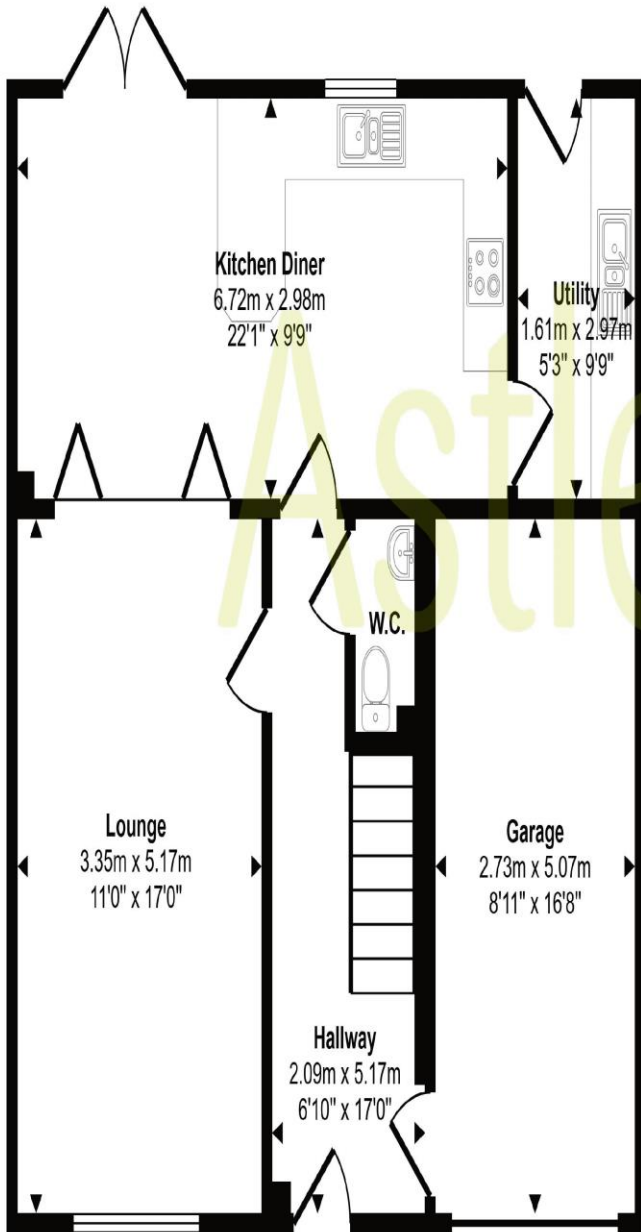 Kitchen Diner
6.72m x 2.98m
22'1" x 9'9"
Utility
1.61m x 2.97m
5'3" x 9'9"
Astle
W.C.
Lounge
3.35m x 5.17m
11'0" x 17'0"
Garage
2.73m x 5.07m
8'11" x 16'8"
Hallway
2.09m x 5.17m
6'10" x 17'0"